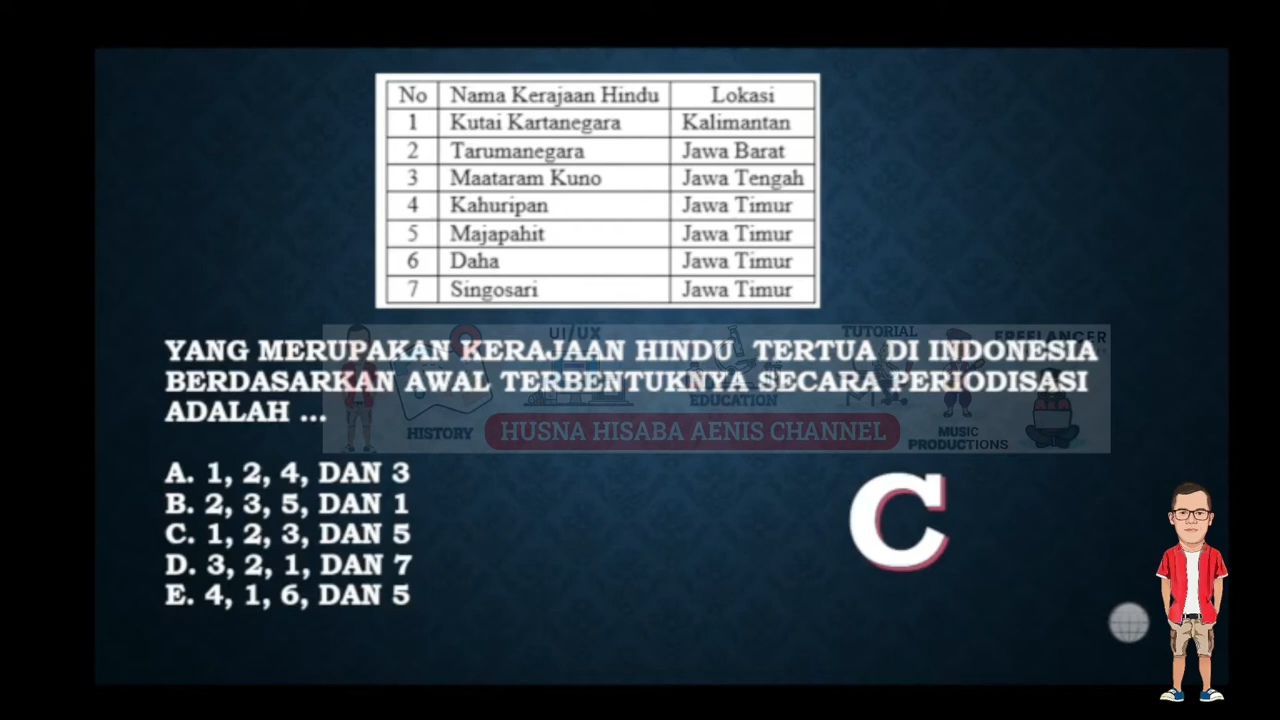 No Nama Kerajaan Hindu Lokasi
1 Kutai Kartanegara Kalimantan
2 Tarumanegara Jawa Barat
3 Maataram Kuno Jawa Tengah
4 Kahuripan Jawa Timur
5 Majapahit Jawa Timur
6 Daha Jawa Timur
7 Singosari Jawa Timur
UI/UX
TUTORIAL
FREELANCER
YANG MERUPAKAN KERAJAAN HINDU TERTUA DI INDONESIA
BERDASARKAN AWAL TERBENTUKNYA SECARA PERIODISASI
ADALAH ...
EDUCATION
HISTORY
HUSNA HISABA AENIS CHANNEL
MUSIC
PRODUCTIONS
A. 1, 2, 4, DAN 3
B. 2, 3, 5, DAN 1
C. 1, 2, 3, DAN 5
D. 3, 2, 1, DAN 7
E. 4, 1, 6, DAN 5
C